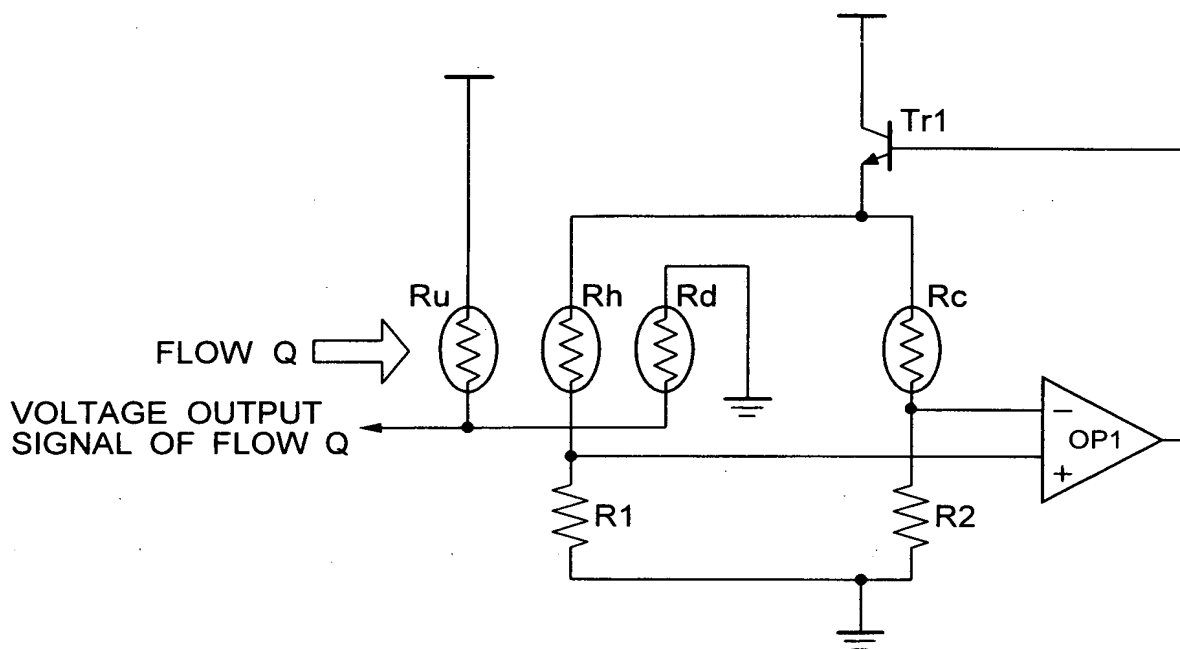 Tr1
Ru
Rh
Rd
Rc
FLOW Q
VOLTAGE OUTPUT
SIGNAL OF FLOW Q
−
OP1
+
R1
R2